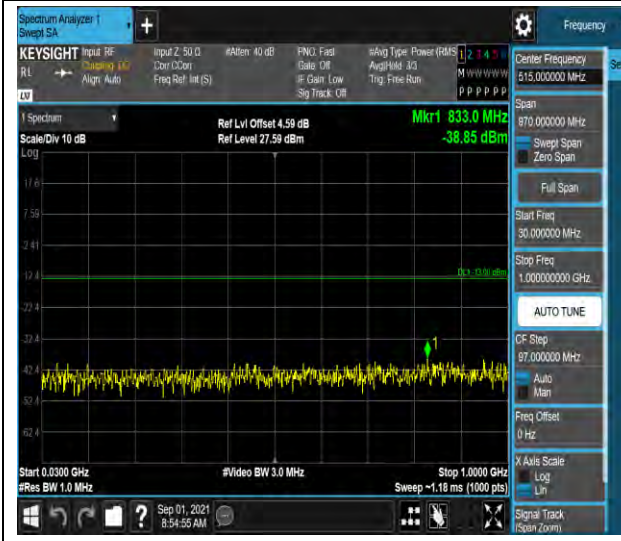 Spectrum Analyzer 1
Swept SA
+
Frequency
KEYSIGHT
Input: RF
Coupling: DC
Align: Auto
Input Z: 50 Ω
Corr CCorr
Freq Ref: Int (S)
#Atten: 40 dB
PNO: Fast
Gate: Off
IF Gain: Low
Sig Track: Off
#Avg Type: Power (RMS
Avg|Hold: 3/3
Trig: Free Run
1 2 3 4 5 6
M W W W W W
P P P P P P
RL
LXI
1 Spectrum
Scale/Div 10 dB
Log
Ref Lvl Offset 4.59 dB
Ref Level 27.59 dBm
Mkr1 833.0 MHz
-38.85 dBm
17.6
7.59
-2.41
-12.4
DL1 -13.00 dBm
-22.4
-32.4
1
-42.4
-52.4
-62.4
Start 0.0300 GHz
#Res BW 1.0 MHz
#Video BW 3.0 MHz
Stop 1.0000 GHz
Sweep ~1.18 ms (1000 pts)
?
Sep 01, 2021
8:54:55 AM
Center Frequency
515.000000 MHz
Span
970.000000 MHz
Swept Span
Zero Span
Full Span
Start Freq
30.000000 MHz
Stop Freq
1.000000000 GHz
AUTO TUNE
CF Step
97.000000 MHz
Auto
Man
Freq Offset
0 Hz
X Axis Scale
Log
Lin
Signal Track
(Span Zoom)
Se